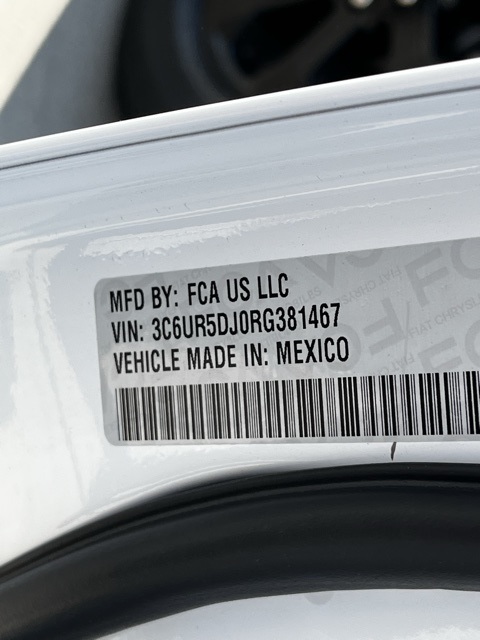 MFD BY: FCA US LLC
VIN: 3C6UR5DJ0RG381467
VEHICLE MADE IN: MEXICO